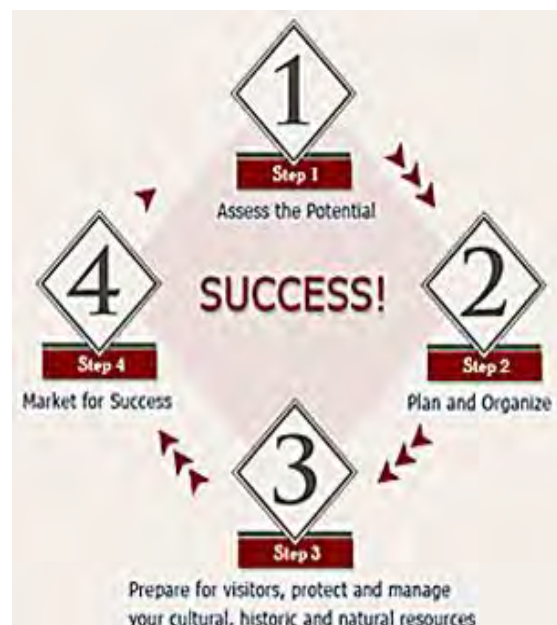 1
Step 1
Assess the Potential
SUCCESS!
2
Step 2
Plan and Organize
3
Step 3
Prepare for visitors, protect and manage
your cultural, historic and natural resources
4
Step 4
Market for Success